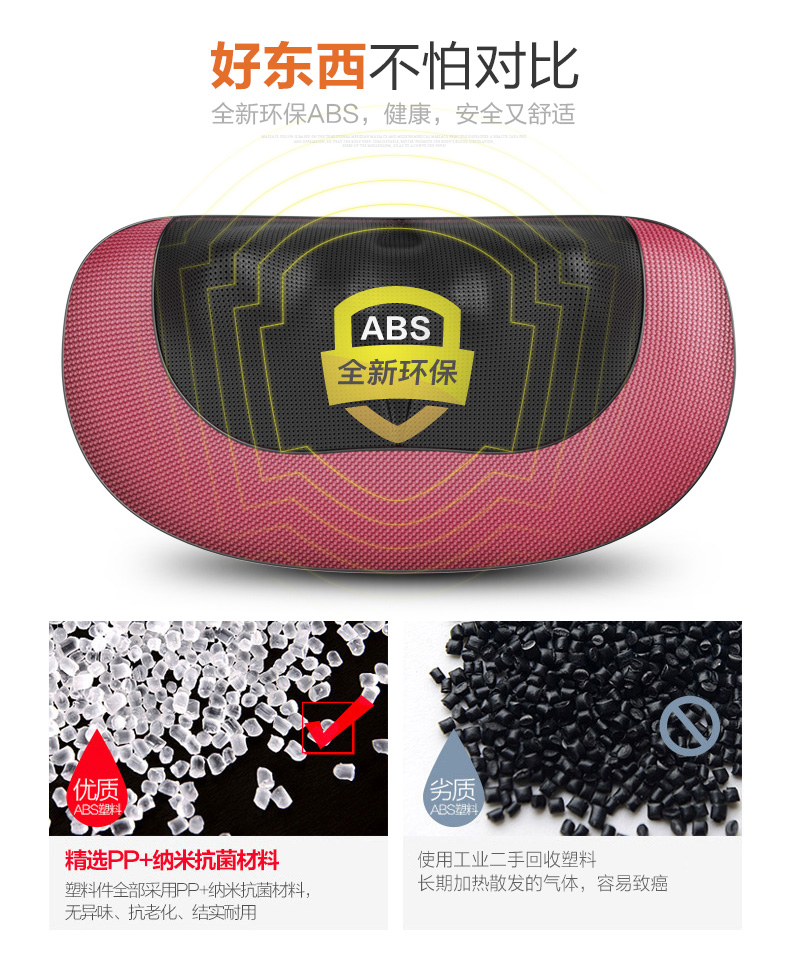 好东西不怕对比
全新环保ABS，健康，安全又舒适
ABS
全新环保
优质
ABS塑料
劣质
ABS塑料
精选PP+纳米抗菌材料
塑料件全部采用PP+纳米抗菌材料，
无异味、抗老化、结实耐用
使用工业二手回收塑料
长期加热散发的气体，容易致癌